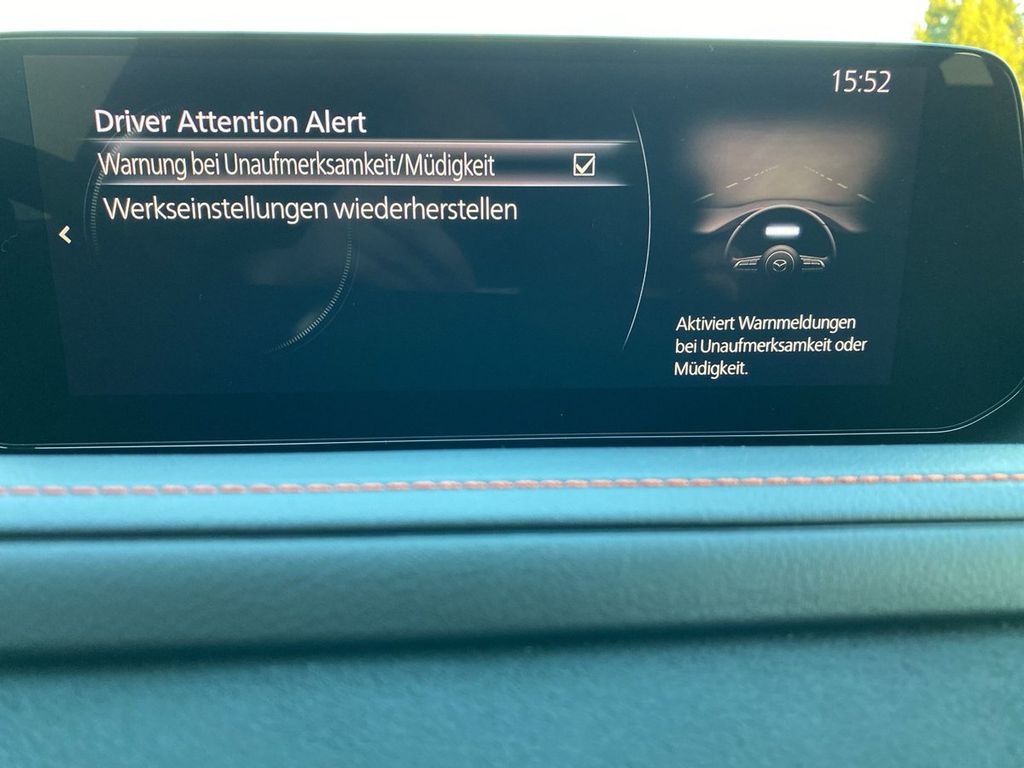 15:52
Driver Attention Alert
Warnung bei Unaufmerksamkeit/Müdigkeit
Werkseinstellungen wiederherstellen
Aktiviert Warnmeldungen
bei Unaufmerksamkeit oder
Müdigkeit.